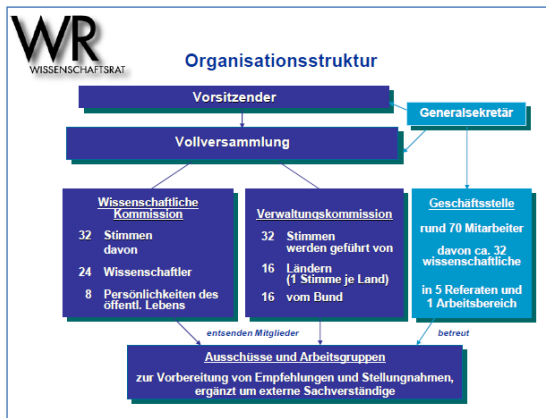 WR
WISSENSCHAFTSRAT
Organisationsstruktur
Vorsitzender
Generalsekretär
Vollversammlung
Wissenschaftliche
Kommission
32 Stimmen
davon
24 Wissenschaftler
8 Persönlichkeiten des
öffentl. Lebens
Verwaltungskommission
32 Stimmen
werden geführt von
16 Ländern
(1 Stimme je Land)
16 vom Bund
Geschäftsstelle
rund 70 Mitarbeiter
davon ca. 32
wissenschaftliche
in 5 Referaten und
1 Arbeitsbereich
entsenden Mitglieder
betreut
Ausschüsse und Arbeitsgruppen
zur Vorbereitung von Empfehlungen und Stellungnahmen,
ergänzt um externe Sachverständige